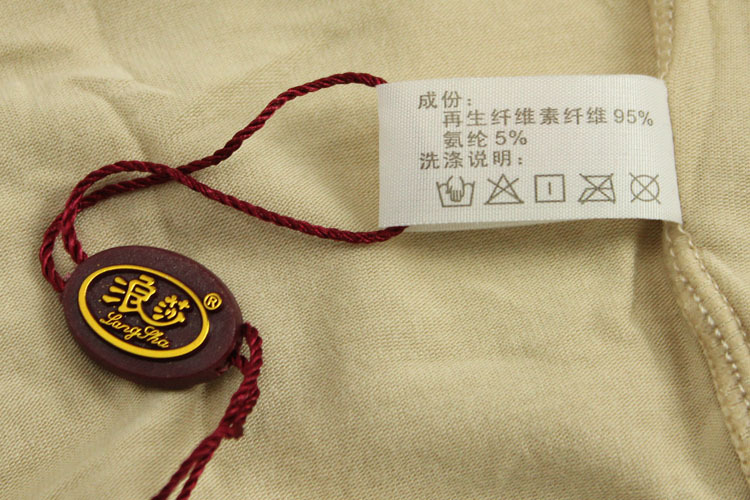 成份：
再生纤维素纤维 95%
氨纶 5%
洗涤说明：
浪莎®
LangSha